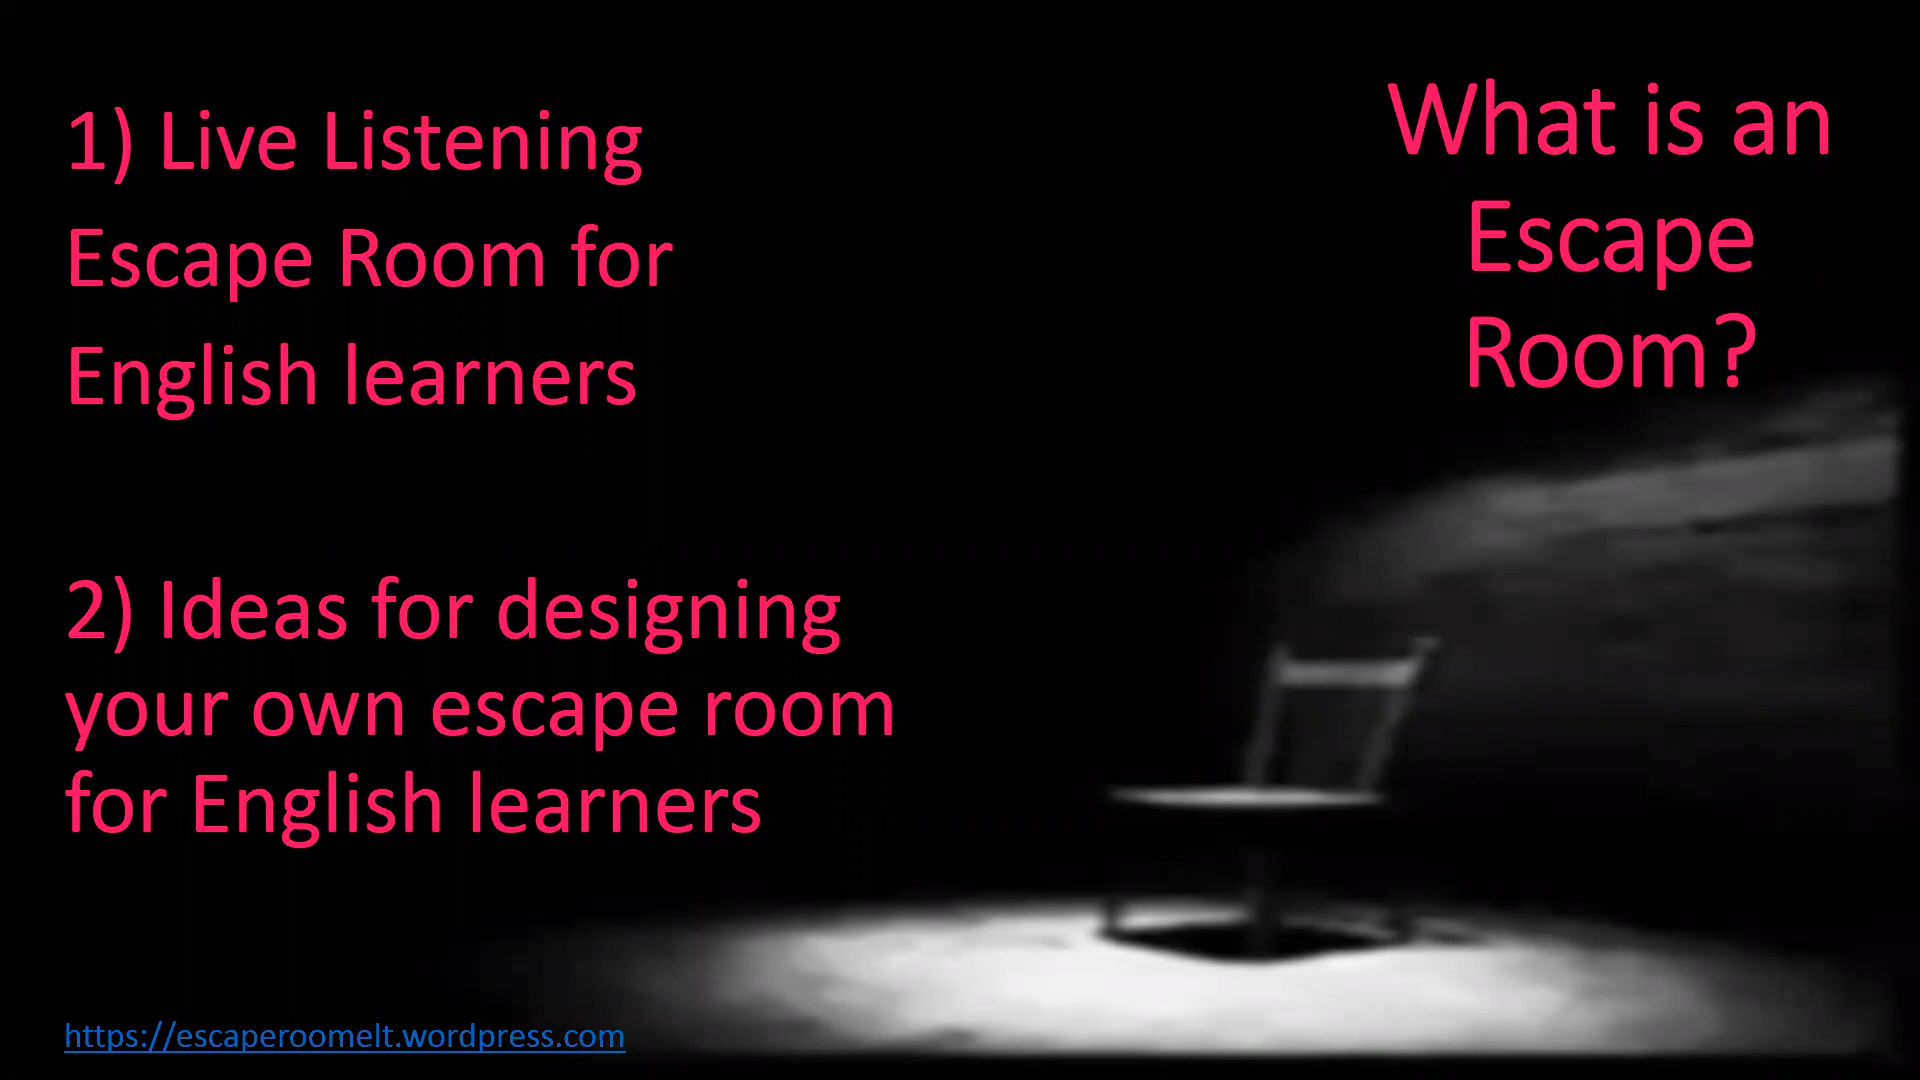 What is an
Escape
Room?
1) Live Listening
Escape Room for
English learners
2) Ideas for designing
your own escape room
for English learners
https://escaperoomelt.wordpress.com